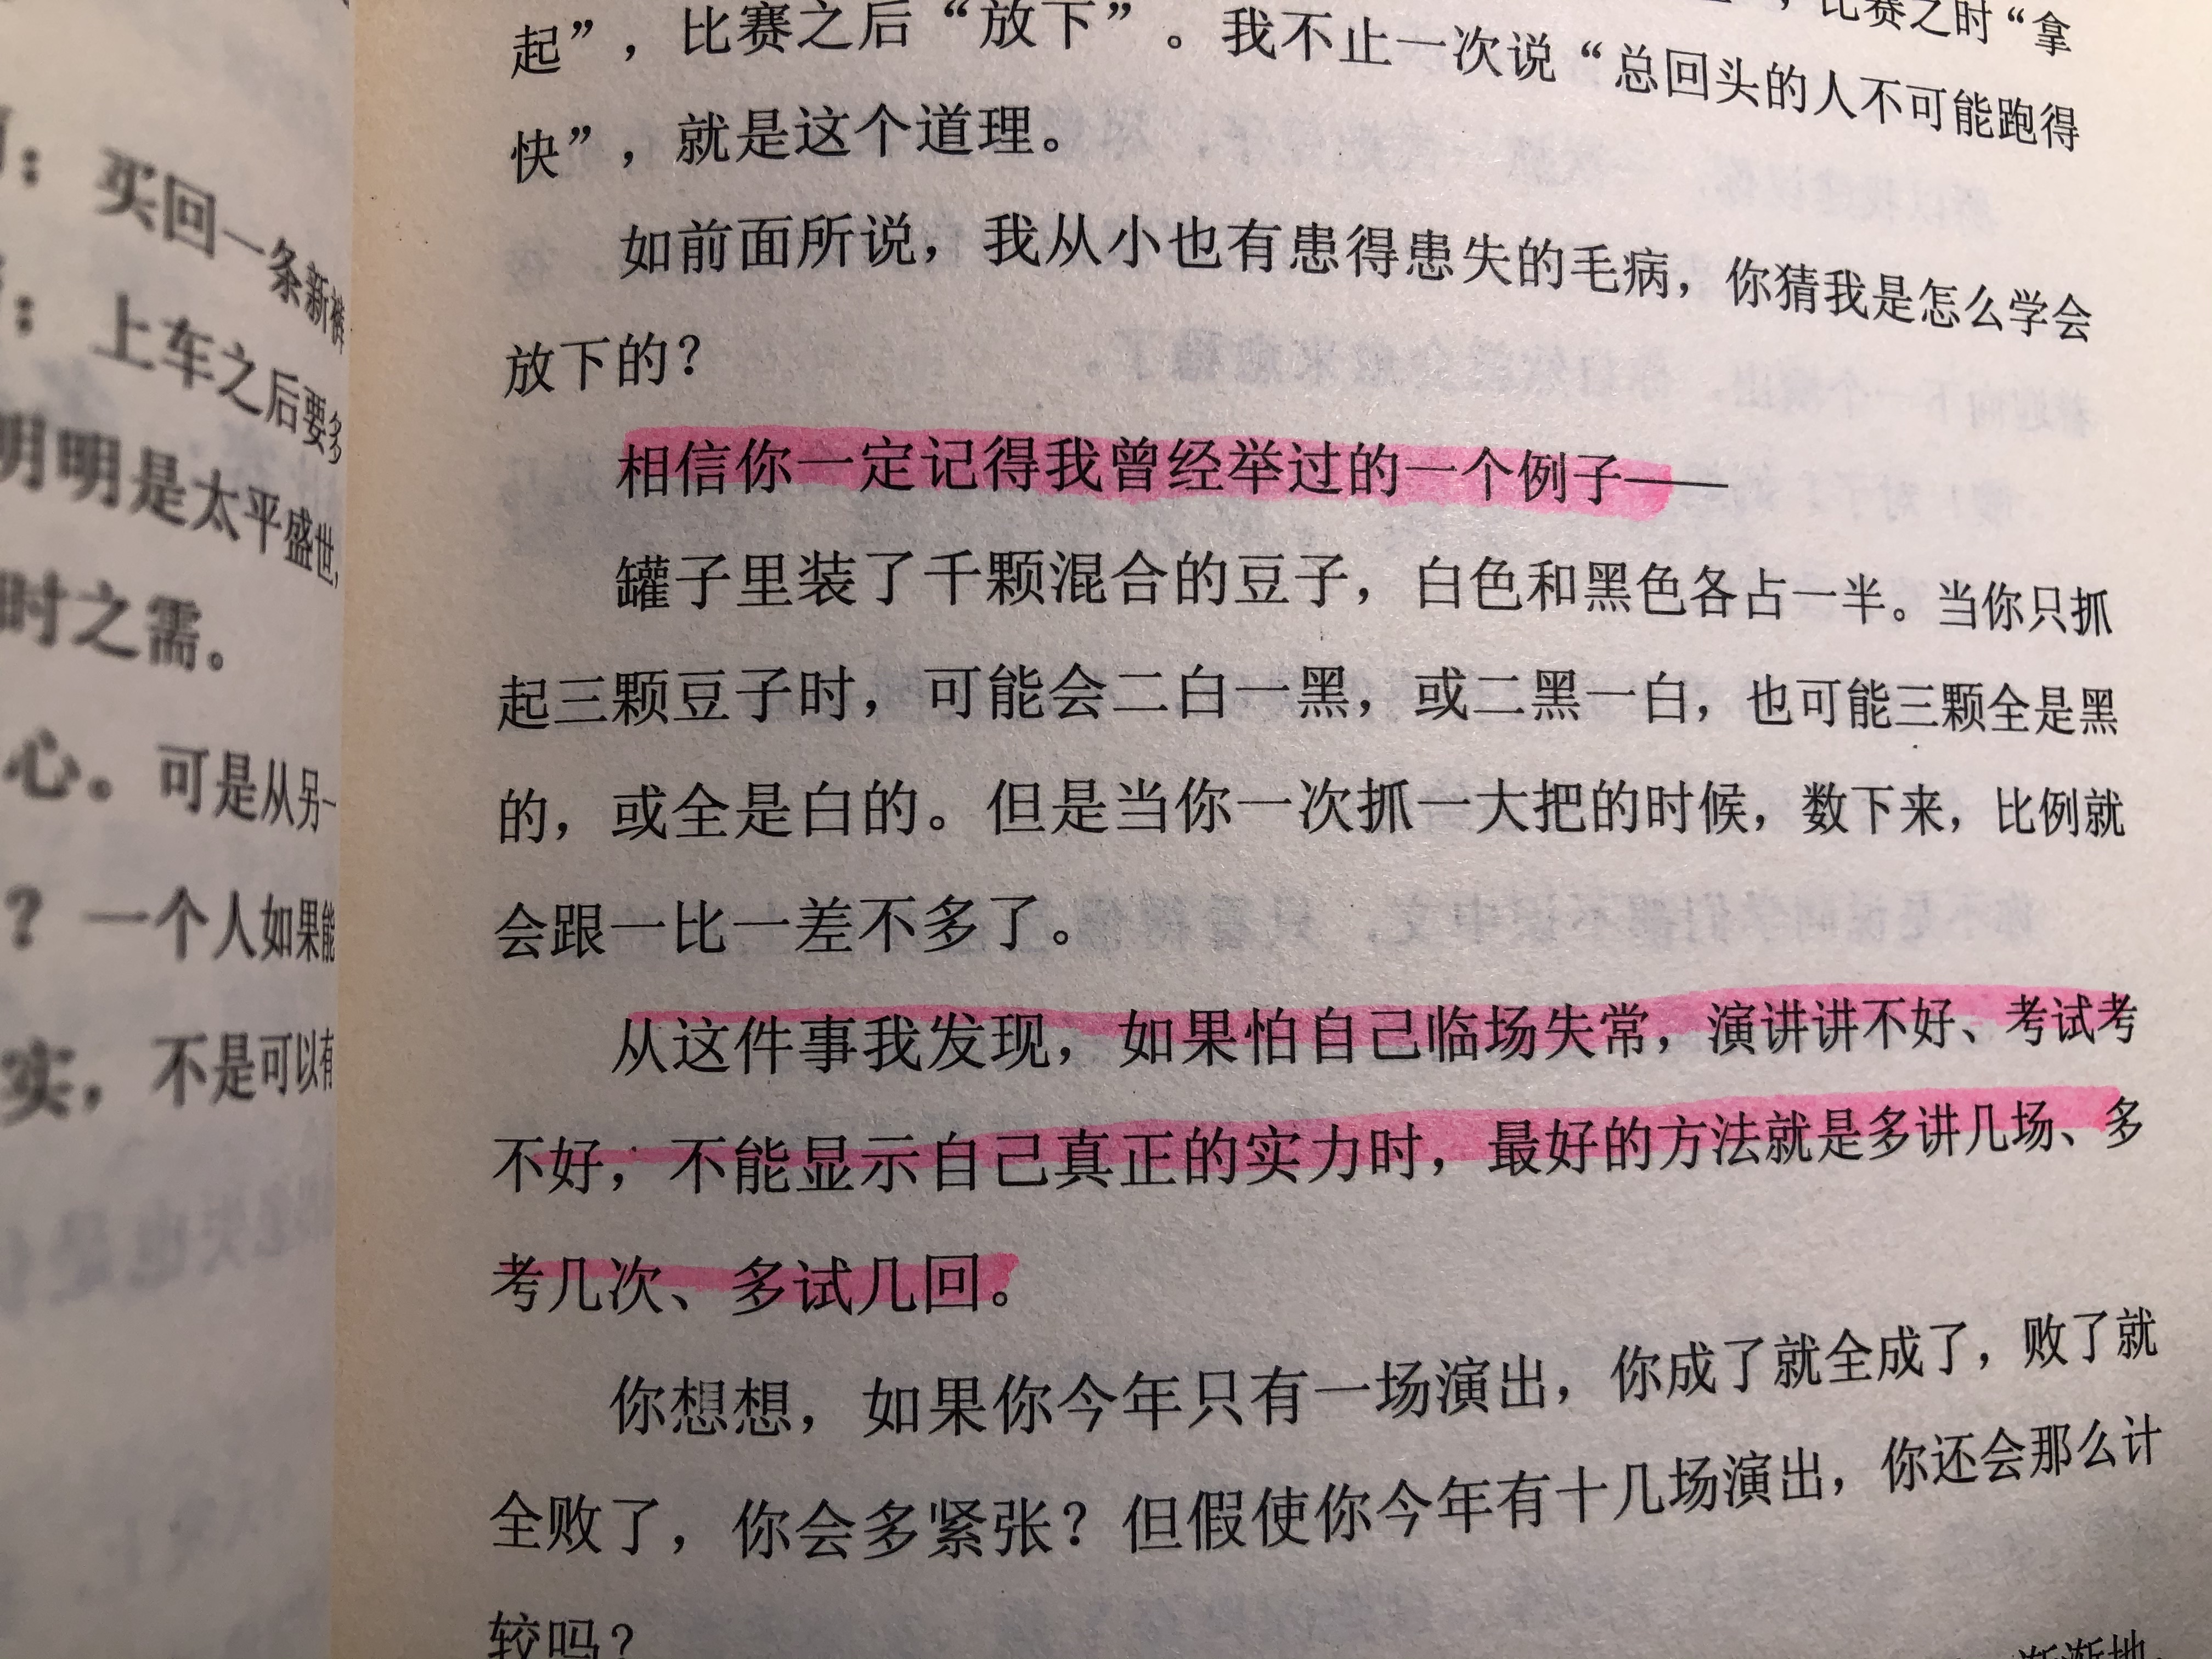 ：买回一条新裤
：上车之后要多
明明是太平盛世，
时之需。
心。可是从另一
？一个人如果能
实，不是可以有
，比赛之时“拿
起”，比赛之后“放下”。我不止一次说“总回头的人不可能跑得
快”，就是这个道理。
如前面所说，我从小也有患得患失的毛病，你猜我是怎么学会
放下的？
相信你一定记得我曾经举过的一个例子——
罐子里装了千颗混合的豆子，白色和黑色各占一半。当你只抓
起三颗豆子时，可能会二白一黑，或二黑一白，也可能三颗全是黑
的，或全是白的。但是当你一次抓一大把的时候，数下来，比例就
会跟一比一差不多了。
从这件事我发现，如果怕自己临场失常，演讲讲不好、考试考
不好，不能显示自己真正的实力时，最好的方法就是多讲几场、多
考几次、多试几回。
你想想，如果你今年只有一场演出，你成了就全成了，败了就
全败了，你会多紧张？但假使你今年有十几场演出，你还会那么计
较吗？
渐渐地，